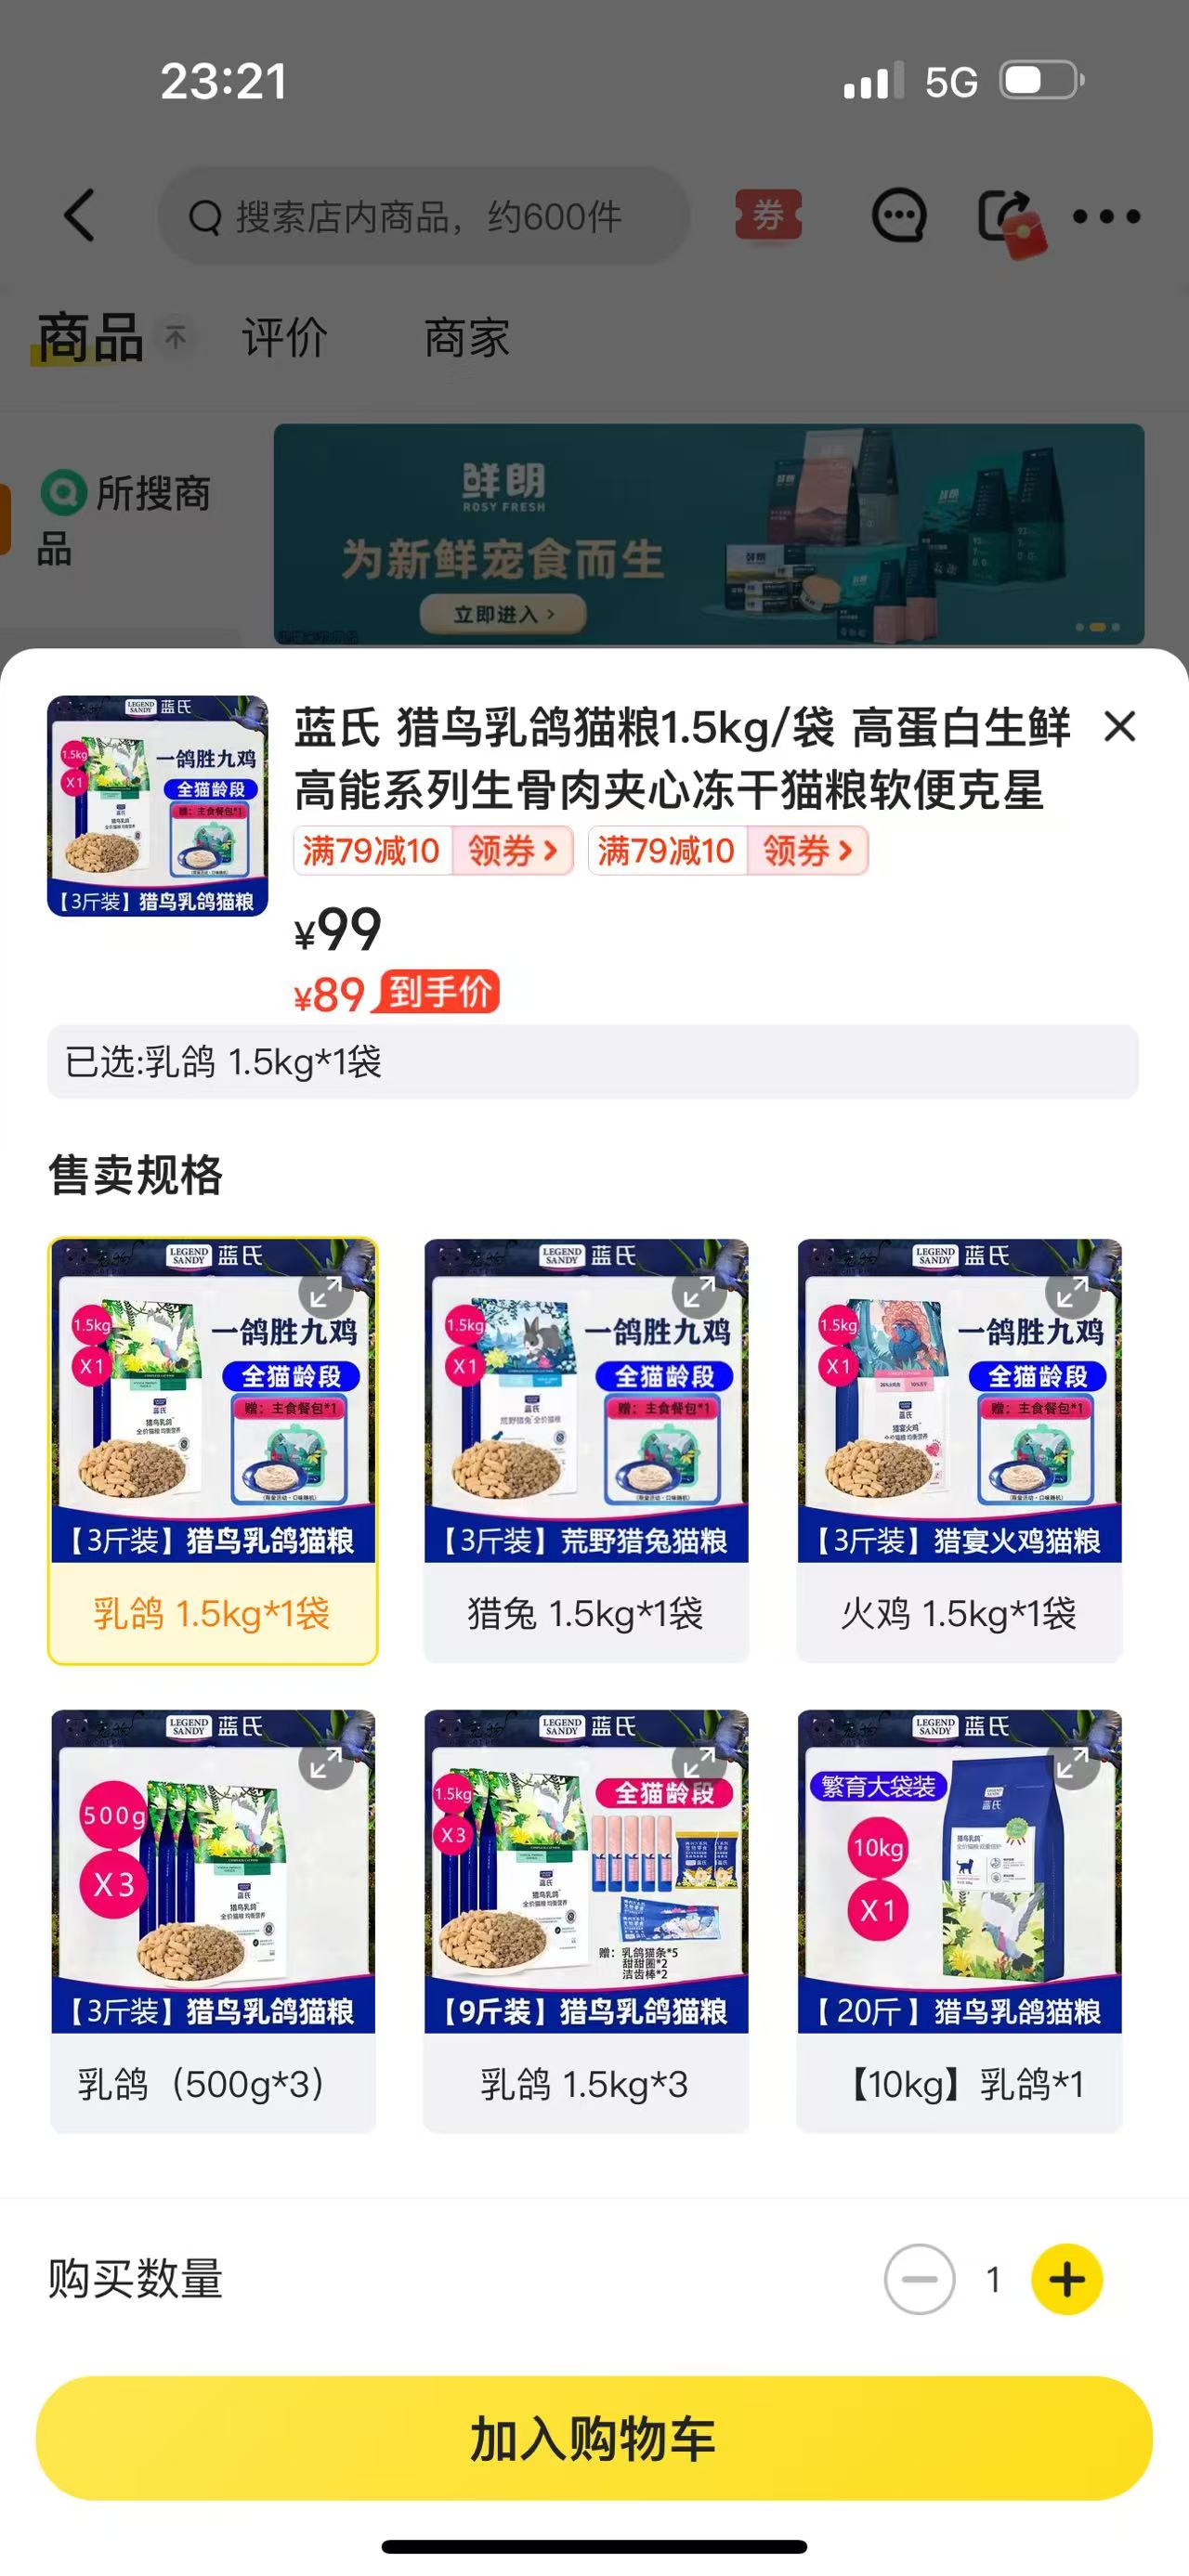 23:21
5G
搜索店内商品，约600件
券
商品
评价
商家
所搜商
品
鲜朗
ROSY FRESH
为新鲜宠食而生
立即进入 >
LEGEND SANDY 蓝氏
1.5kg
X1
一鸽胜九鸡
全猫龄段
赠：主食餐包*1
【3斤装】猎鸟乳鸽猫粮
蓝氏 猎鸟乳鸽猫粮1.5kg/袋 高蛋白生鲜
高能系列生骨肉夹心冻干猫粮软便克星
满79减10 领券 满79减10 领券
¥99
¥89 到手价
已选:乳鸽 1.5kg*1袋
售卖规格
LEGEND SANDY 蓝氏
1.5kg
X1
一鸽胜九鸡
全猫龄段
赠：主食餐包*1
【3斤装】猎鸟乳鸽猫粮
乳鸽 1.5kg*1袋
LEGEND SANDY 蓝氏
1.5kg
X1
一鸽胜九鸡
全猫龄段
赠：主食餐包*1
【3斤装】荒野猎兔猫粮
猎兔 1.5kg*1袋
LEGEND SANDY 蓝氏
1.5kg
X1
一鸽胜九鸡
全猫龄段
赠：主食餐包*1
【3斤装】猎宴火鸡猫粮
火鸡 1.5kg*1袋
LEGEND SANDY 蓝氏
500g
X3
【3斤装】猎鸟乳鸽猫粮
乳鸽（500g*3）
LEGEND SANDY 蓝氏
1.5kg
X3
全猫龄段
赠：乳鸽猫条*5
甜甜圈*2
洁齿棒*2
【9斤装】猎鸟乳鸽猫粮
乳鸽 1.5kg*3
LEGEND SANDY 蓝氏
繁育大袋装
10kg
X1
【20斤】猎鸟乳鸽猫粮
【10kg】乳鸽*1
购买数量
1
加入购物车